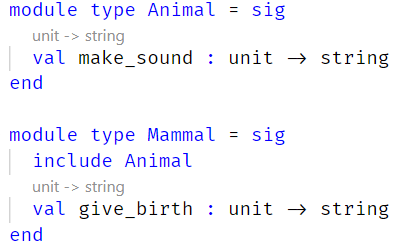 module type Animal = sig
unit -> string
val make_sound : unit -> string
end
module type Mammal = sig
include Animal
unit -> string
val give_birth : unit -> string
end